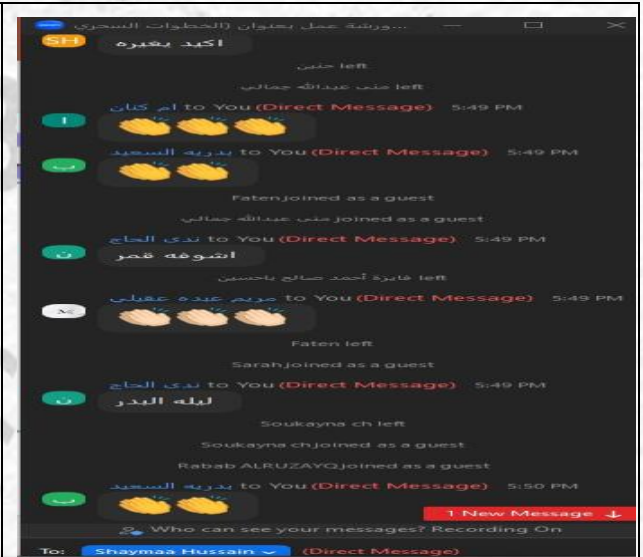 ورشة عمل بعنوان (الخطوات السحري...
SH
اكيد يغيره
حنين left
منى عبدالله جمالي left
ام كنان to You (Direct Message) 5:49 PM
ا
👏👏👏
بدريه السعيد to You (Direct Message) 5:49 PM
ب
👏👏
Faten joined as a guest
منى عبدالله جمالي joined as a guest
ندى الحاج to You (Direct Message) 5:49 PM
ن
اشوفه قمر
فايزة أحمد صالح باحسين left
مريم عبده عقيلي to You (Direct Message) 5:49 PM
👏🏻👏🏻👏🏻
Faten left
Sarah joined as a guest
ندى الحاج to You (Direct Message) 5:49 PM
ن
ليله البدر
Soukayna ch left
Soukayna ch joined as a guest
Rabab ALRUZAYQ joined as a guest
بدريه السعيد to You (Direct Message) 5:50 PM
ب
👏👏
1 New Message ↓
Who can see your messages? Recording On
To: Shaymaa Hussain (Direct Message)